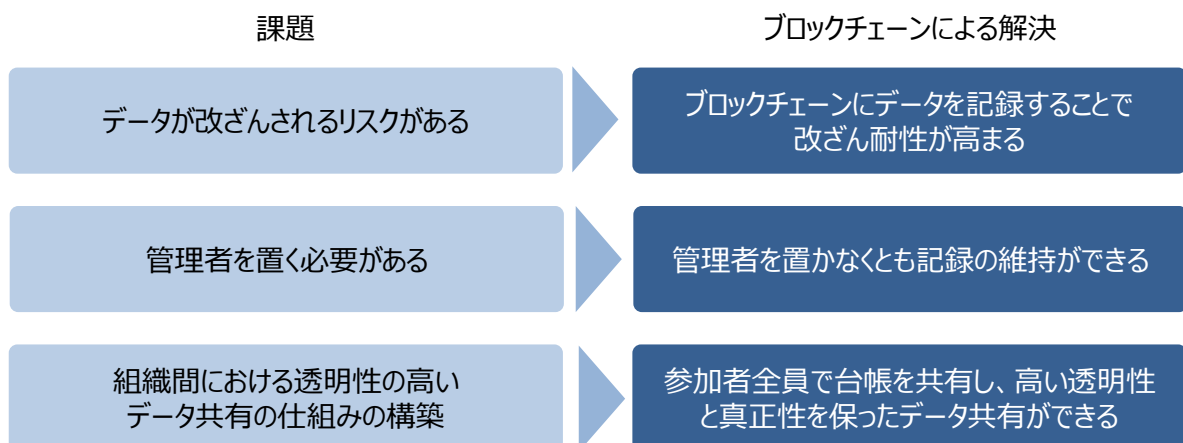 課題
ブロックチェーンによる解決
データが改ざんされるリスクがある
ブロックチェーンにデータを記録することで
改ざん耐性が高まる
管理者を置く必要がある
管理者を置かなくとも記録の維持ができる
組織間における透明性の高い
データ共有の仕組みの構築
参加者全員で台帳を共有し、高い透明性
と真正性を保ったデータ共有ができる